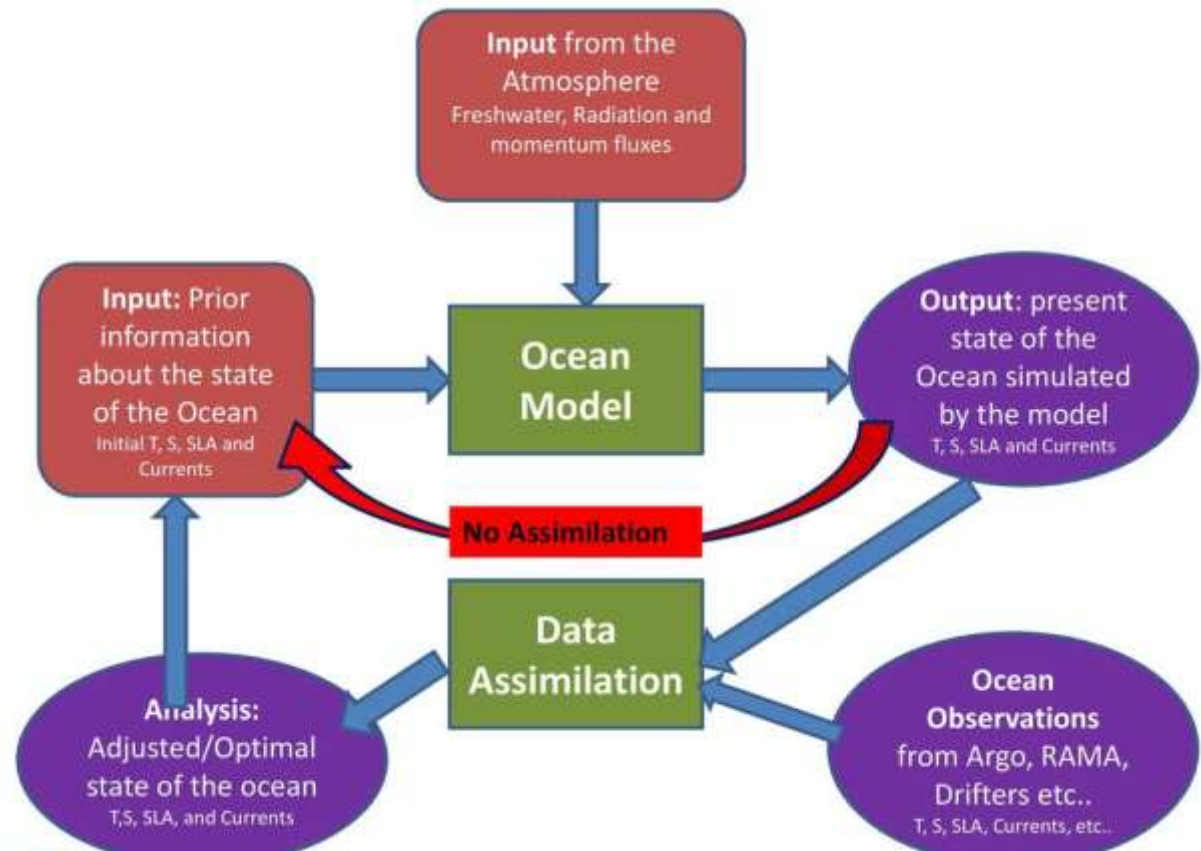 Input from the
Atmosphere
Freshwater, Radiation and
momentum fluxes
Input: Prior
information
about the state
of the Ocean
Initial T, S, SLA and
Currents
Ocean
Model
Output: present
state of the
Ocean simulated
by the model
T, S, SLA and Currents
No Assimilation
Data
Assimilation
Analysis:
Adjusted/Optimal
state of the ocean
T,S, SLA, and Currents
Ocean
Observations
from Argo, RAMA,
Drifters etc..
T, S, SLA, Currents, etc..